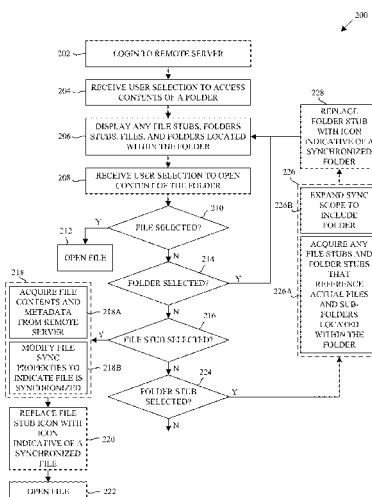 200
202
LOGIN TO REMOTE SERVER
204
RECEIVE USER SELECTION TO ACCESS
CONTENTS OF A FOLDER
206
DISPLAY ANY FILE STUBS, FOLDERS
STUBS, FILES, AND FOLDERS LOCATED
WITHIN THE FOLDER
208
RECEIVE USER SELECTION TO OPEN
CONTENT OF THE FOLDER
210
FILE SELECTED?
Y
212
OPEN FILE
N
214
FOLDER SELECTED?
Y
N
216
FILE STUB SELECTED?
Y
218
ACQUIRE FILE
CONTENTS AND
METADATA
FROM REMOTE
SERVER
218A
MODIFY FILE
SYNC
PROPERTIES TO
INDICATE FILE IS
SYNCHRONIZED
218B
220
REPLACE FILE
STUB ICON WITH
ICON
INDICATIVE OF A
SYNCHRONIZED
FILE
OPEN FILE
222
N
224
FOLDER STUB
SELECTED?
Y
N
228
REPLACE
FOLDER STUB
WITH ICON
INDICATIVE OF A
SYNCHRONIZED
FOLDER
226
226B
EXPAND SYNC
SCOPE TO
INCLUDE
FOLDER
226A
ACQUIRE ANY
FILE STUBS AND
FOLDER STUBS
THAT
REFERENCE
ACTUAL FILES
AND SUB-
FOLDERS
LOCATED
WITHIN THE
FOLDER